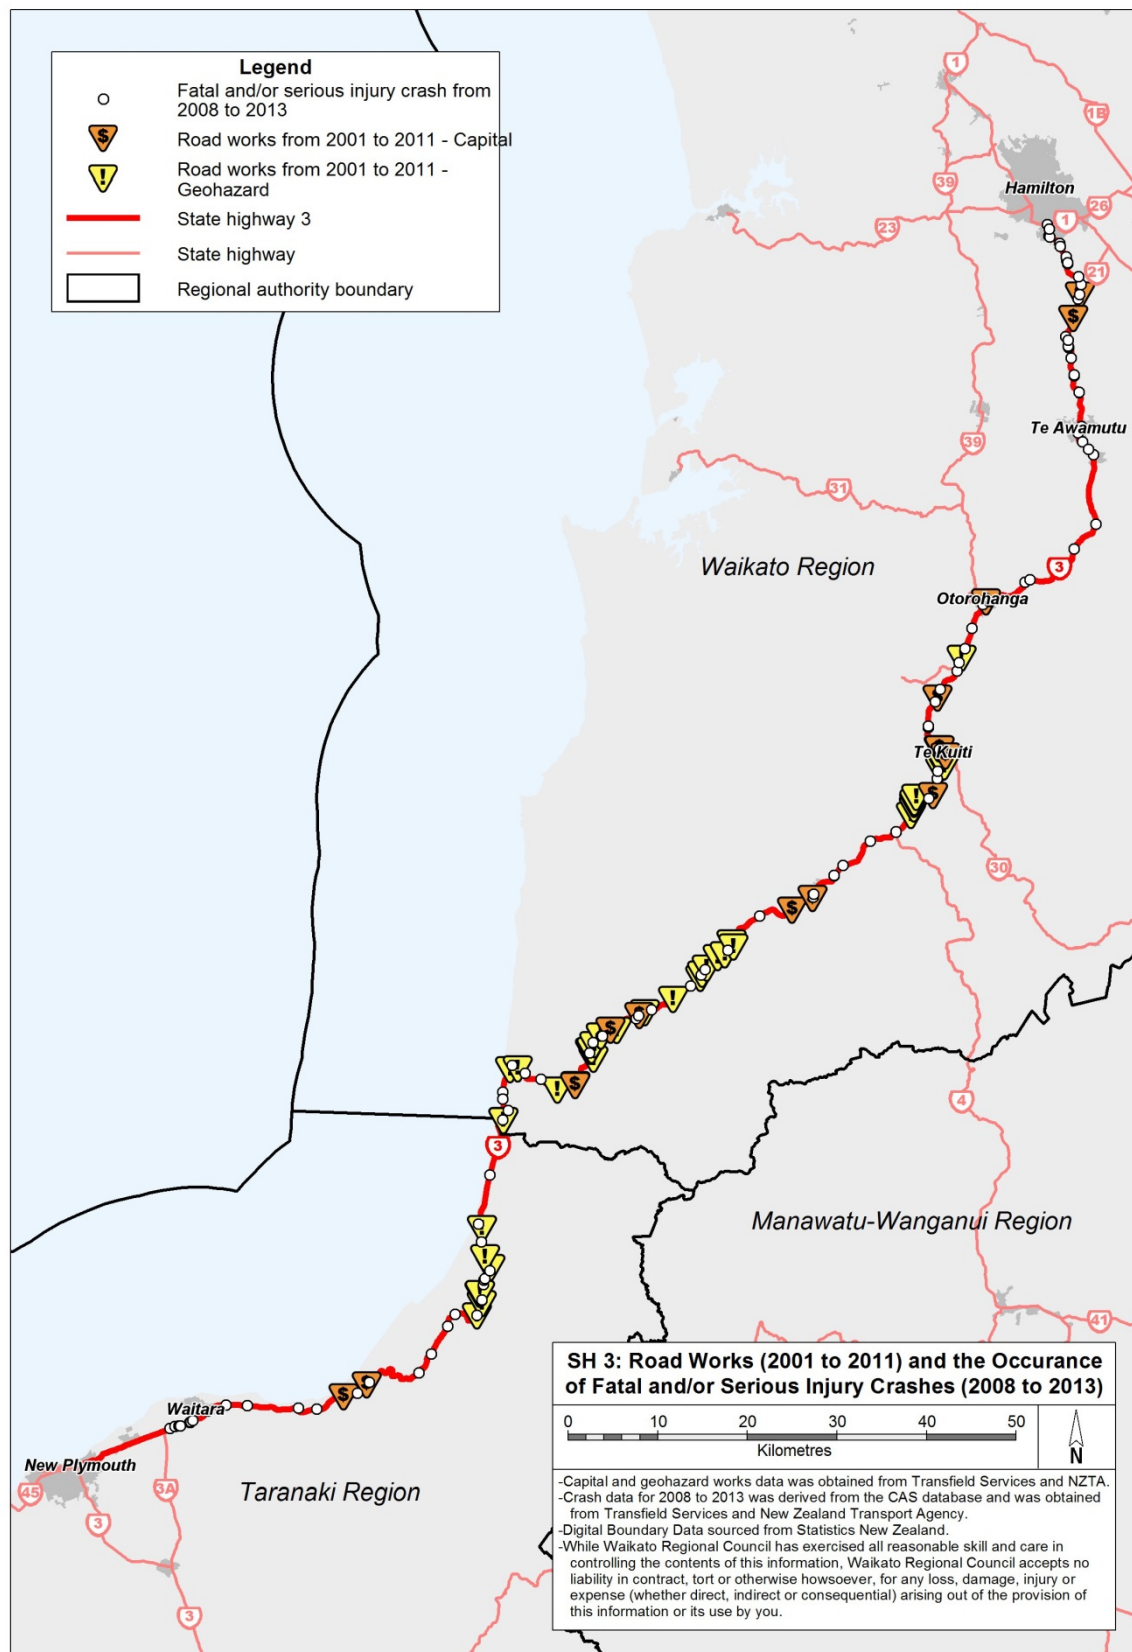 Legend
Fatal and/or serious injury crash from
2008 to 2013
$
Road works from 2001 to 2011 - Capital
!
Road works from 2001 to 2011 -
Geohazard
State highway 3
State highway
Regional authority boundary
1
1B
39
Hamilton
26
1
23
21
$
Te Awamutu
39
31
Waikato Region
3
Otorohanga
$
Te Kuiti
$
!
30
$
!
!
$
!
$
!
4
3
Manawatu-Wanganui Region
!
!
41
$
Waitara
New Plymouth
45
3A
Taranaki Region
3
3
SH 3: Road Works (2001 to 2011) and the Occurance
of Fatal and/or Serious Injury Crashes (2008 to 2013)
0 10 20 30 40 50
Kilometres
N
-Capital and geohazard works data was obtained from Transfield Services and NZTA.
-Crash data for 2008 to 2013 was derived from the CAS database and was obtained
from Transfield Services and New Zealand Transport Agency.
-Digital Boundary Data sourced from Statistics New Zealand.
-While Waikato Regional Council has exercised all reasonable skill and care in
controlling the contents of this information, Waikato Regional Council accepts no
liability in contract, tort or otherwise howsoever, for any loss, damage, injury or
expense (whether direct, indirect or consequential) arising out of the provision of
this information or its use by you.